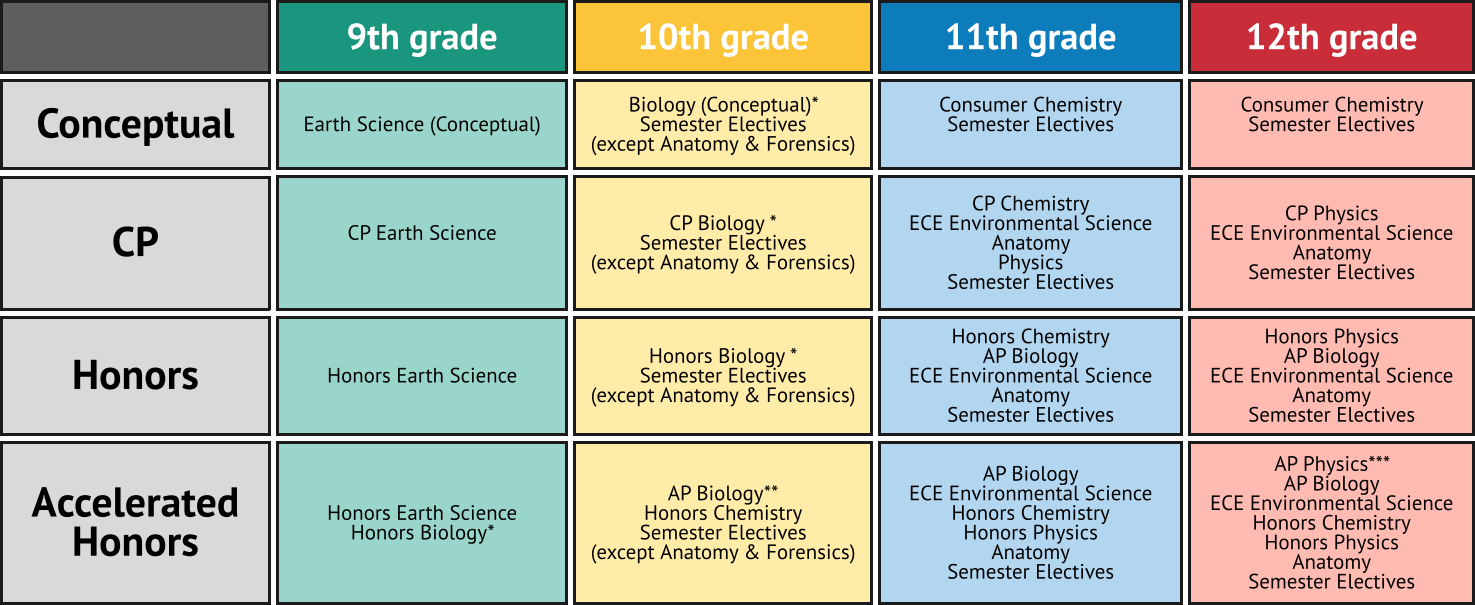 9th grade
10th grade
11th grade
12th grade
Conceptual
Earth Science (Conceptual)
Biology (Conceptual)*
Semester Electives
(except Anatomy & Forensics)
Consumer Chemistry
Semester Electives
Consumer Chemistry
Semester Electives
CP
CP Earth Science
CP Biology *
Semester Electives
(except Anatomy & Forensics)
CP Chemistry
ECE Environmental Science
Anatomy
Physics
Semester Electives
CP Physics
ECE Environmental Science
Anatomy
Semester Electives
Honors
Honors Earth Science
Honors Biology *
Semester Electives
(except Anatomy & Forensics)
Honors Chemistry
AP Biology
ECE Environmental Science
Anatomy
Semester Electives
Honors Physics
AP Biology
ECE Environmental Science
Anatomy
Semester Electives
Accelerated
Honors
Honors Earth Science
Honors Biology*
AP Biology**
Honors Chemistry
Semester Electives
(except Anatomy & Forensics)
AP Biology
ECE Environmental Science
Honors Chemistry
Honors Physics
Anatomy
Semester Electives
AP Physics***
AP Biology
ECE Environmental Science
Honors Chemistry
Honors Physics
Anatomy
Semester Electives